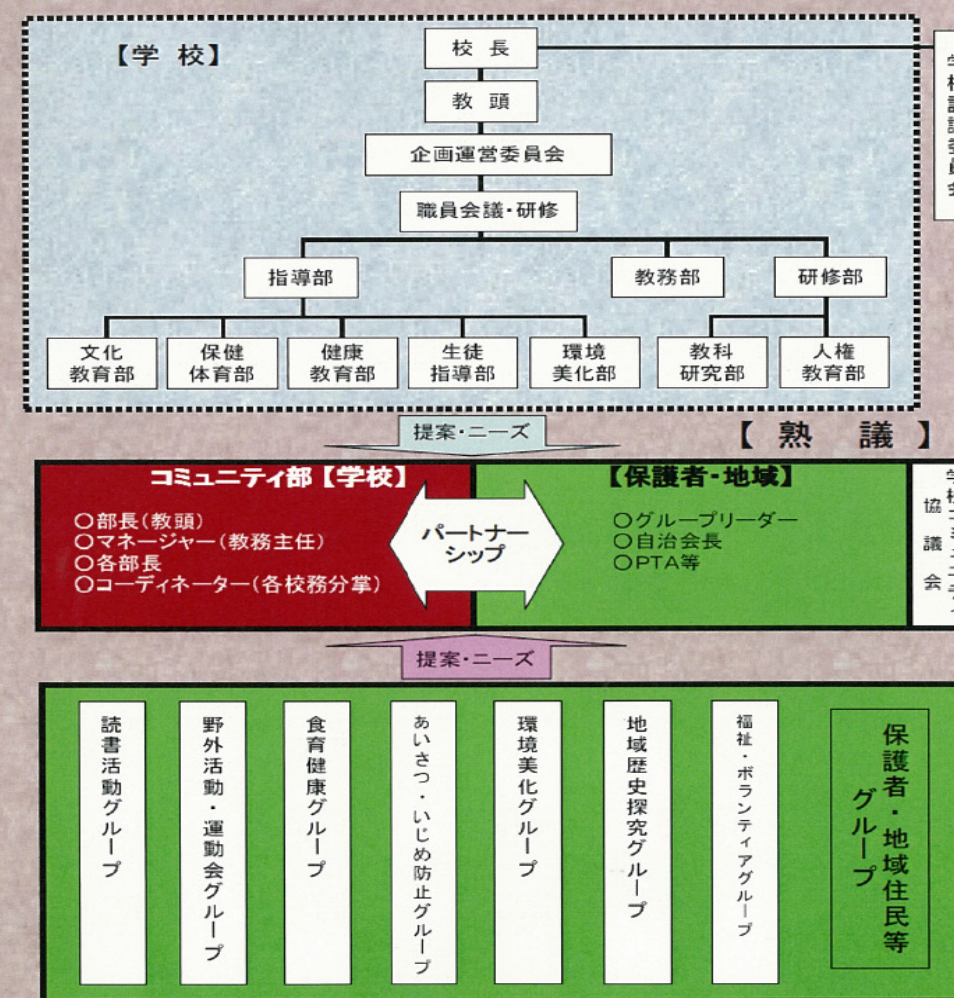 【学 校】
校 長
教 頭
企画運営委員会
職員会議・研修
指導部
教務部
研修部
文化
教育部
保健
体育部
健康
教育部
生徒
指導部
環境
美化部
教科
研究部
人権
教育部
提案・ニーズ
【 熟 議 】
コミュニティ部【学校】
○部長(教頭)
○マネージャー(教務主任)
○各部長
○コーディネーター(各校務分掌)
パートナー
シップ
【保護者・地域】
○グループリーダー
○自治会長
○PTA等
協議会
提案・ニーズ
読書活動グループ
野外活動・運動会グループ
食育健康グループ
あいさつ・いじめ防止グループ
環境美化グループ
地域歴史探究グループ
福祉・ボランティアグループ
保護者・地域住民等
グループ